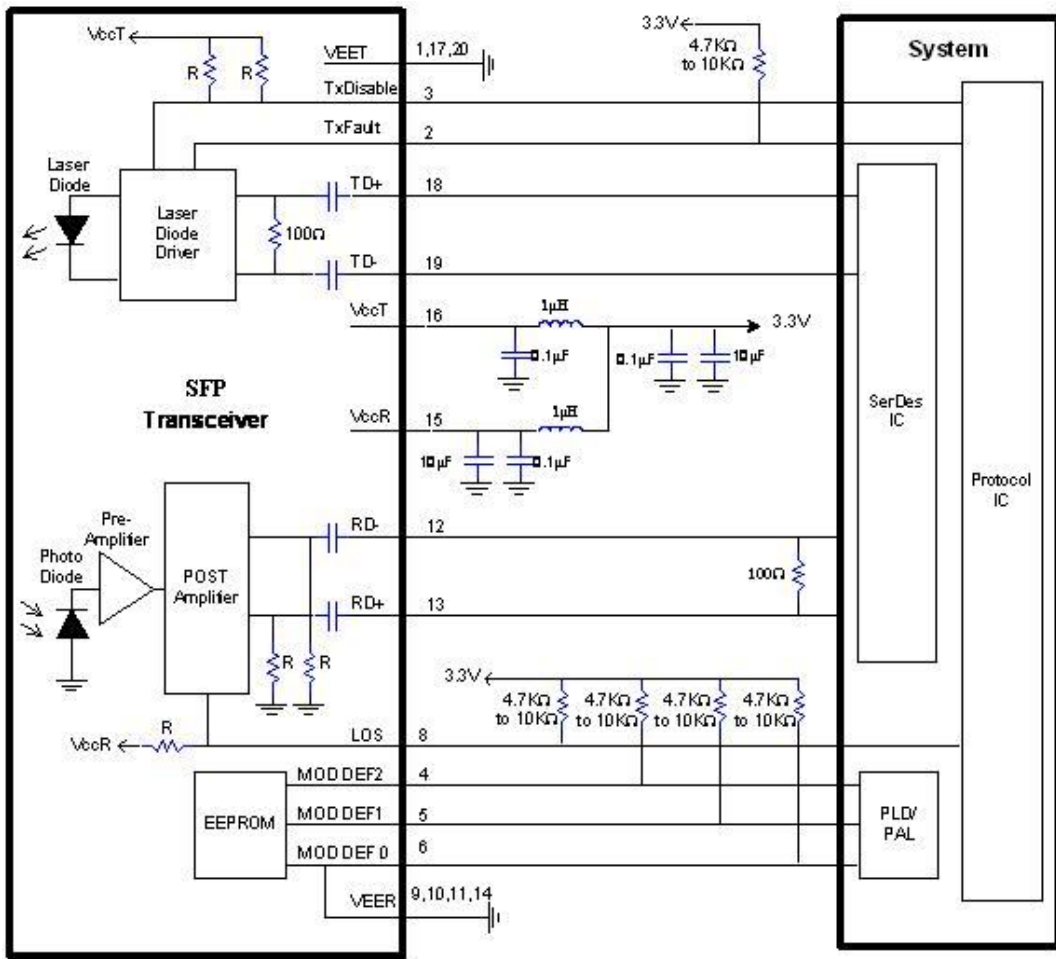 VccT
R
R
VEET
1,17,20
TxDisable
3
TxFault
2
3.3V
4.7KΩ
to 10KΩ
System
Laser
Diode
Laser
Diode
Driver
100Ω
TD+
18
TD-
19
VccT
16
1μH
0.1μF
0.1μF
10μF
3.3V
SFP
Transceiver
VccR
15
1μH
10μF
0.1μF
SerDes
IC
Protocol
IC
Pre-
Amplitier
Photo
Diode
POST
Amplitier
RD-
12
RD+
13
100Ω
R
R
3.3V
4.7KΩ
to 10KΩ
4.7KΩ
to 10KΩ
4.7KΩ
to 10KΩ
4.7KΩ
to 10KΩ
VccR
R
LOS
8
EEPROM
MOD DEF2
4
MOD DEF1
5
MOD DEF 0
6
PLD/
PAL
VEER
9,10,11,14